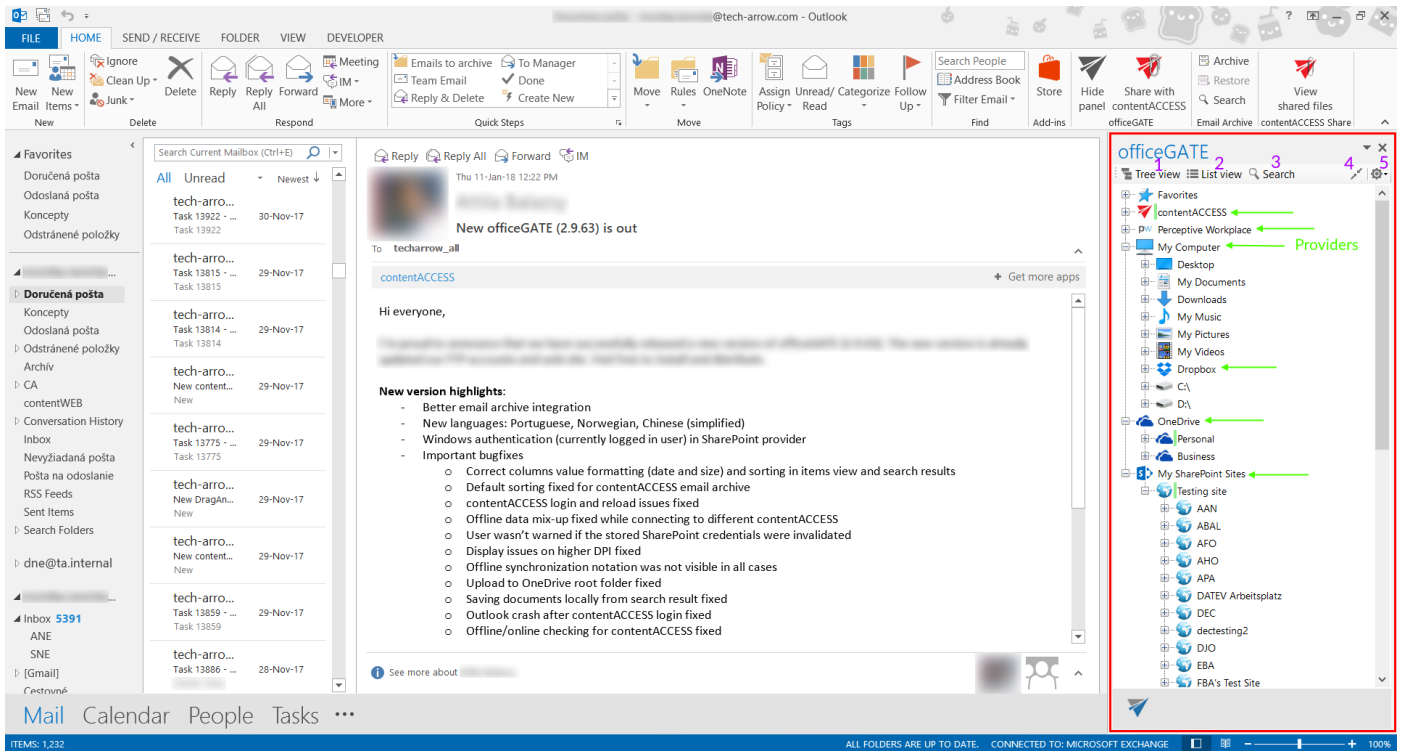 @tech-arrow.com - Outlook
?
FILE HOME SEND / RECEIVE FOLDER VIEW DEVELOPER
New Email
New Items
New
Ignore
Clean Up
Junk
Delete
Delete
Reply
Reply All
Forward
Meeting
IM
More
Respond
Emails to archive
Team Email
Reply & Delete
To Manager
Done
Create New
Quick Steps
Move
Rules
OneNote
Move
Assign Policy
Unread/ Read
Categorize
Follow Up
Tags
Search People
Address Book
Filter Email
Find
Store
Add-ins
Hide panel
Share with contentACCESS
officeGATE
Archive
Restore
Search
Email Archive
View shared files
contentACCESS Share
Favorites
Doručená pošta
Odoslaná pošta
Koncepty
Odstránené položky
...
Doručená pošta
Koncepty
Odoslaná pošta
Odstránené položky
Archív
CA
contentWEB
Conversation History
Inbox
Nevyžiadaná pošta
Pošta na odoslanie
RSS Feeds
Sent Items
Search Folders
dne@ta.internal
...
Inbox 5391
ANE
SNE
[Gmail]
Cestovné
Search Current Mailbox (Ctrl+E)
All Unread Newest ↓
tech-arro...
Task 13922 - ... 30-Nov-17
Task 13922
tech-arro...
Task 13815 - ... 29-Nov-17
Task 13815
tech-arro...
Task 13814 - ... 29-Nov-17
Task 13814
tech-arro...
New content... 29-Nov-17
New
tech-arro...
Task 13775 - ... 29-Nov-17
Task 13775
tech-arro...
New DragAn... 29-Nov-17
New
tech-arro...
New content... 29-Nov-17
New
tech-arro...
Task 13859 - ... 29-Nov-17
Task 13859
tech-arro...
Task 13886 - ... 28-Nov-17
Reply Reply All Forward IM
Thu 11-Jan-18 12:22 PM
New officeGATE (2.9.63) is out
To techarrow_all
contentACCESS + Get more apps
Hi everyone,
New version highlights:
- Better email archive integration
- New languages: Portuguese, Norwegian, Chinese (simplified)
- Windows authentication (currently logged in user) in SharePoint provider
- Important bugfixes
o Correct columns value formatting (date and size) and sorting in items view and search results
o Default sorting fixed for contentACCESS email archive
o contentACCESS login and reload issues fixed
o Offline data mix-up fixed while connecting to different contentACCESS
o User wasn't warned if the stored SharePoint credentials were invalidated
o Display issues on higher DPI fixed
o Offline synchronization notation was not visible in all cases
o Upload to OneDrive root folder fixed
o Saving documents locally from search result fixed
o Outlook crash after contentACCESS login fixed
o Offline/online checking for contentACCESS fixed
See more about
officeGATE
1 2 3 4 5
Tree view List view Search
Favorites
contentACCESS
Perceptive Workplace
My Computer Providers
Desktop
My Documents
Downloads
My Music
My Pictures
My Videos
Dropbox
C:\
D:\
OneDrive
Personal
Business
My SharePoint Sites
Testing site
AAN
ABAL
AFO
AHO
APA
DATEV Arbeitsplatz
DEC
dectesting2
DJO
EBA
FBA's Test Site
Mail Calendar People Tasks ...
ITEMS: 1,232 ALL FOLDERS ARE UP TO DATE. CONNECTED TO: MICROSOFT EXCHANGE 100%